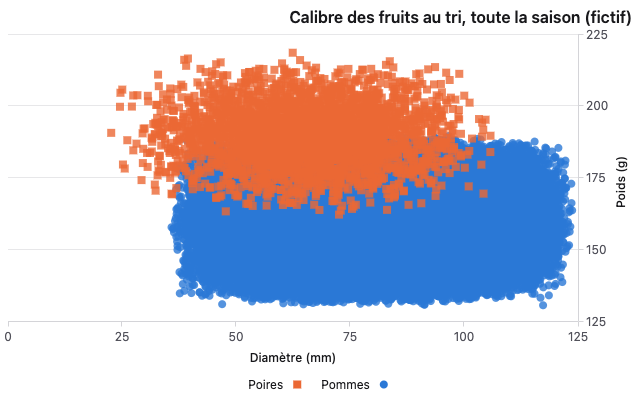 Calibre des fruits au tri, toute la saison (fictif)
225
200
175
150
125
Poids (g)
0 25 50 75 100 125
Diamètre (mm)
Poires Pommes